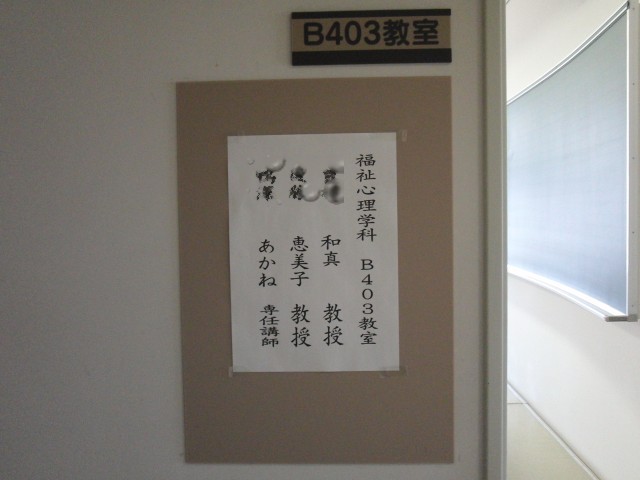 B403教室
福祉心理学科 B403教室
和真 教授
恵美子 教授
あかね 専任講師